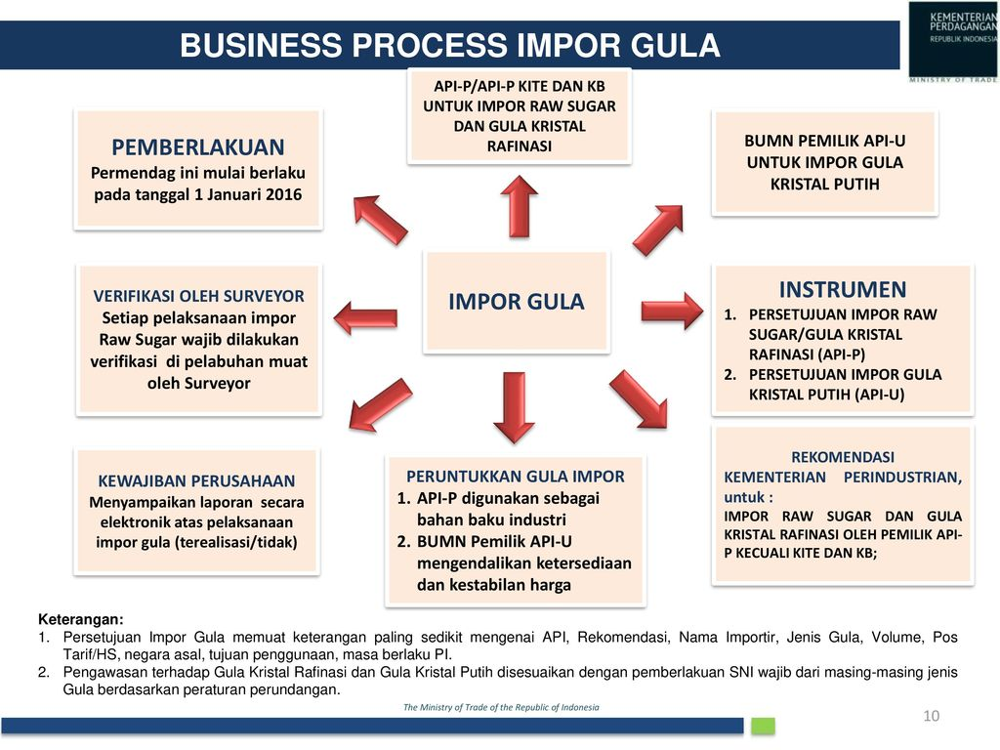 BUSINESS PROCESS IMPOR GULA
KEMENTERIAN
PERDAGANGAN
REPUBLIK INDONESIA
MINISTRY OF TRADE
API-P/API-P KITE DAN KB
UNTUK IMPOR RAW SUGAR
DAN GULA KRISTAL
RAFINASI
PEMBERLAKUAN
Permendag ini mulai berlaku
pada tanggal 1 Januari 2016
BUMN PEMILIK API-U
UNTUK IMPOR GULA
KRISTAL PUTIH
VERIFIKASI OLEH SURVEYOR
Setiap pelaksanaan impor
Raw Sugar wajib dilakukan
verifikasi di pelabuhan muat
oleh Surveyor
IMPOR GULA
INSTRUMEN
1. PERSETUJUAN IMPOR RAW
SUGAR/GULA KRISTAL
RAFINASI (API-P)
2. PERSETUJUAN IMPOR GULA
KRISTAL PUTIH (API-U)
KEWAJIBAN PERUSAHAAN
Menyampaikan laporan secara
elektronik atas pelaksanaan
impor gula (terealisasi/tidak)
PERUNTUKKAN GULA IMPOR
1. API-P digunakan sebagai
bahan baku industri
2. BUMN Pemilik API-U
mengendalikan ketersediaan
dan kestabilan harga
REKOMENDASI
KEMENTERIAN PERINDUSTRIAN,
untuk :
IMPOR RAW SUGAR DAN GULA
KRISTAL RAFINASI OLEH PEMILIK API-
P KECUALI KITE DAN KB;
Keterangan:
1. Persetujuan Impor Gula memuat keterangan paling sedikit mengenai API, Rekomendasi, Nama Importir, Jenis Gula, Volume, Pos
Tarif/HS, negara asal, tujuan penggunaan, masa berlaku PI.
2. Pengawasan terhadap Gula Kristal Rafinasi dan Gula Kristal Putih disesuaikan dengan pemberlakuan SNI wajib dari masing-masing jenis
Gula berdasarkan peraturan perundangan.
The Ministry of Trade of the Republic of Indonesia
10